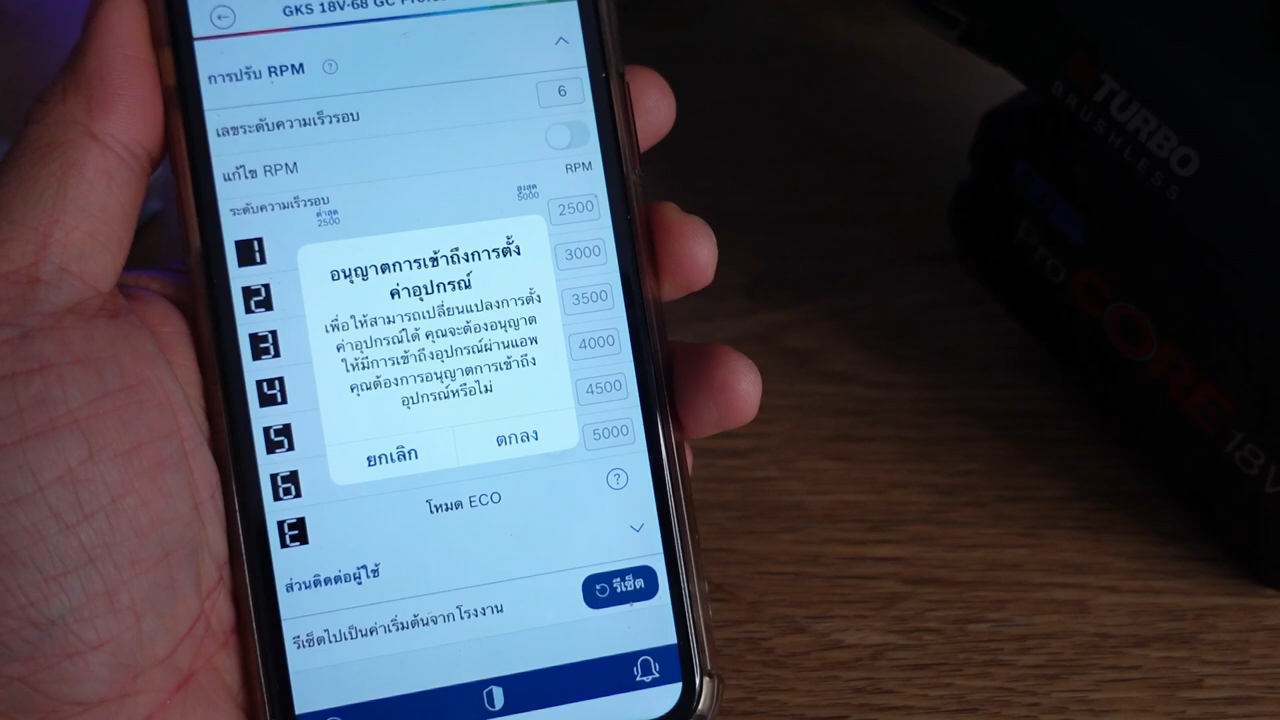 GKS 18V-68 GC
การปรับ RPM ?
เลขระดับความเร็วรอบ 6
แก้ไข RPM
ระดับความเร็วรอบ RPM
ต่ำสุด สูงสุด
2500 5000
1 2500
2 3000
3 3500
4 4000
5 4500
6 5000
E โหมด ECO ?
อนุญาตการเข้าถึงการตั้ง
ค่าอุปกรณ์
เพื่อให้สามารถเปลี่ยนแปลงการตั้ง
ค่าอุปกรณ์ได้ คุณจะต้องอนุญาต
ให้มีการเข้าถึงอุปกรณ์ผ่านแอพ
คุณต้องการอนุญาตการเข้าถึง
อุปกรณ์หรือไม่
ยกเลิก ตกลง
ส่วนติดต่อผู้ใช้
รีเซ็ตไปเป็นค่าเริ่มต้นจากโรงงาน รีเซ็ต
TURBO
BRUSHLESS
ProCORE 18V